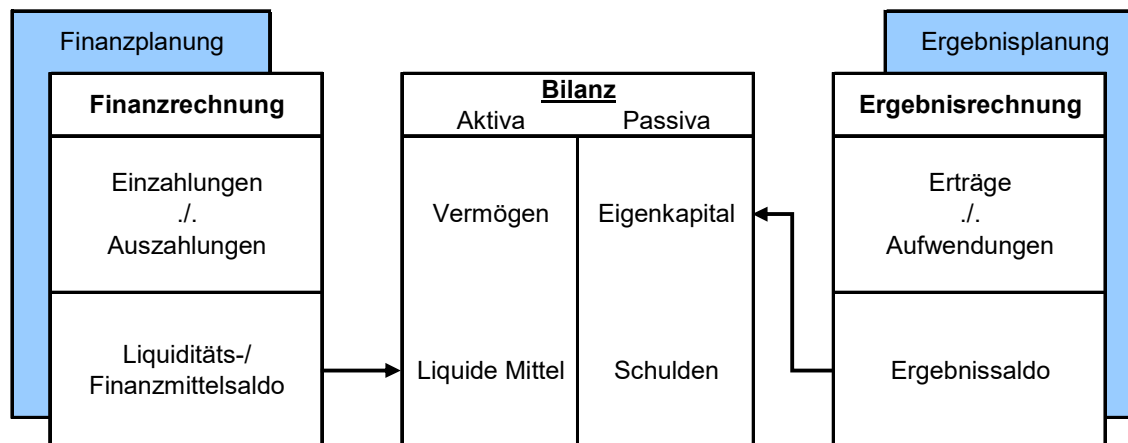 Finanzplanung
Finanzrechnung
Einzahlungen
./.
Auszahlungen
Liquiditäts-/
Finanzmittelsaldo
Bilanz
Aktiva Passiva
Vermögen Eigenkapital
Liquide Mittel Schulden
Ergebnisplanung
Ergebnisrechnung
Erträge
./.
Aufwendungen
Ergebnissaldo